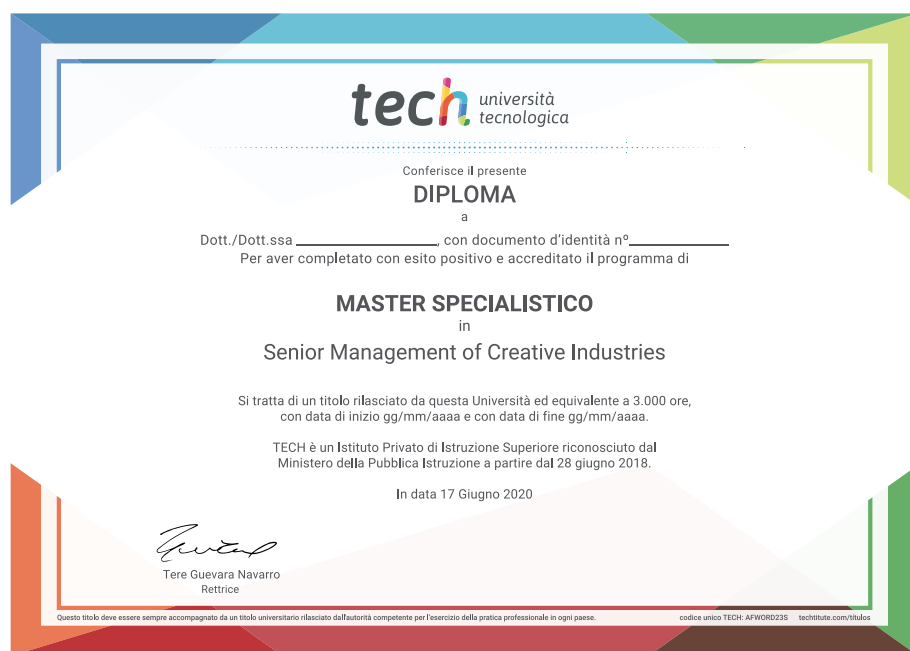 tech università
tecnologica
Conferisce il presente
DIPLOMA
a
Dott./Dott.ssa _________________, con documento d'identità nº____________
Per aver completato con esito positivo e accreditato il programma di
MASTER SPECIALISTICO
in
Senior Management of Creative Industries
Si tratta di un titolo rilasciato da questa Università ed equivalente a 3.000 ore,
con data di inizio gg/mm/aaaa e con data di fine gg/mm/aaaa.
TECH è un Istituto Privato di Istruzione Superiore riconosciuto dal
Ministero della Pubblica Istruzione a partire dal 28 giugno 2018.
In data 17 Giugno 2020
Tere Guevara Navarro
Rettrice
Questo titolo deve essere sempre accompagnato da un titolo universitario rilasciato dall'autorità competente per l'esercizio della pratica professionale in ogni paese. codice unico TECH: AFWORD23S techtitute.com/titulos